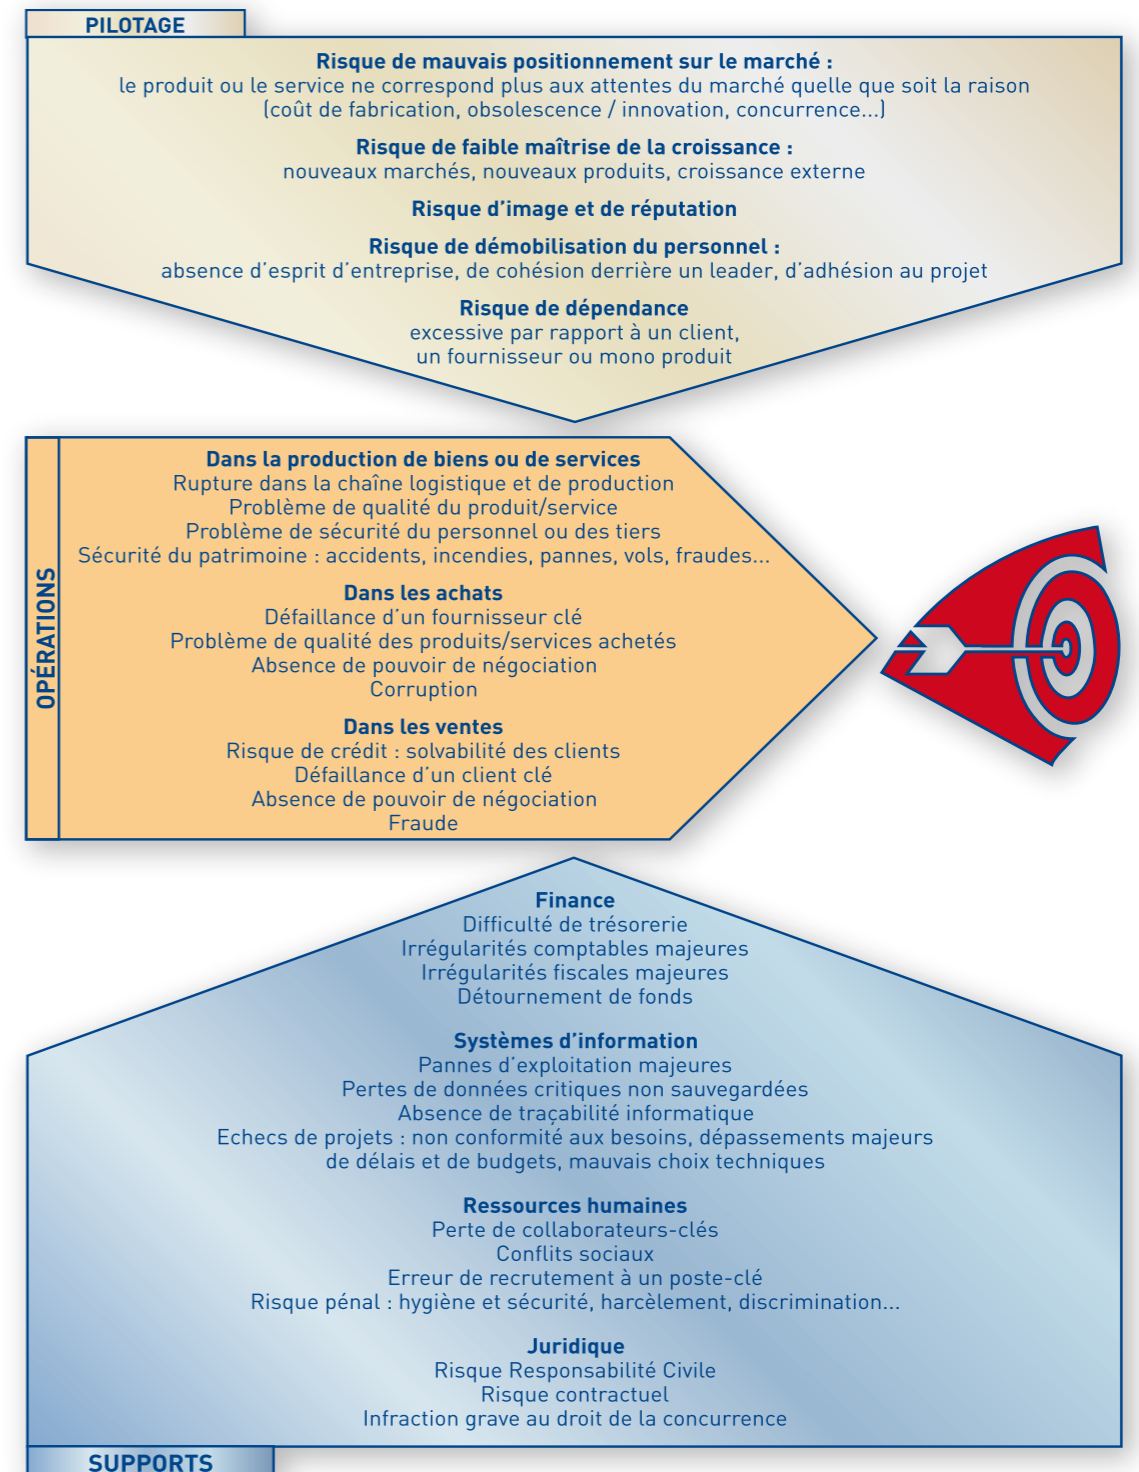 PILOTAGE
Risque de mauvais positionnement sur le marché :
le produit ou le service ne correspond plus aux attentes du marché quelle que soit la raison
(coût de fabrication, obsolescence / innovation, concurrence...)
Risque de faible maîtrise de la croissance :
nouveaux marchés, nouveaux produits, croissance externe
Risque d'image et de réputation
Risque de démobilisation du personnel :
absence d'esprit d'entreprise, de cohésion derrière un leader, d'adhésion au projet
Risque de dépendance
excessive par rapport à un client,
un fournisseur ou mono produit
OPÉRATIONS
Dans la production de biens ou de services
Rupture dans la chaîne logistique et de production
Problème de qualité du produit/service
Problème de sécurité du personnel ou des tiers
Sécurité du patrimoine : accidents, incendies, pannes, vols, fraudes...
Dans les achats
Défaillance d'un fournisseur clé
Problème de qualité des produits/services achetés
Absence de pouvoir de négociation
Corruption
Dans les ventes
Risque de crédit : solvabilité des clients
Défaillance d'un client clé
Absence de pouvoir de négociation
Fraude
Finance
Difficulté de trésorerie
Irrégularités comptables majeures
Irrégularités fiscales majeures
Détournement de fonds
Systèmes d'information
Pannes d'exploitation majeures
Pertes de données critiques non sauvegardées
Absence de traçabilité informatique
Echecs de projets : non conformité aux besoins, dépassements majeurs
de délais et de budgets, mauvais choix techniques
Ressources humaines
Perte de collaborateurs-clés
Conflits sociaux
Erreur de recrutement à un poste-clé
Risque pénal : hygiène et sécurité, harcèlement, discrimination...
Juridique
Risque Responsabilité Civile
Risque contractuel
Infraction grave au droit de la concurrence
SUPPORTS